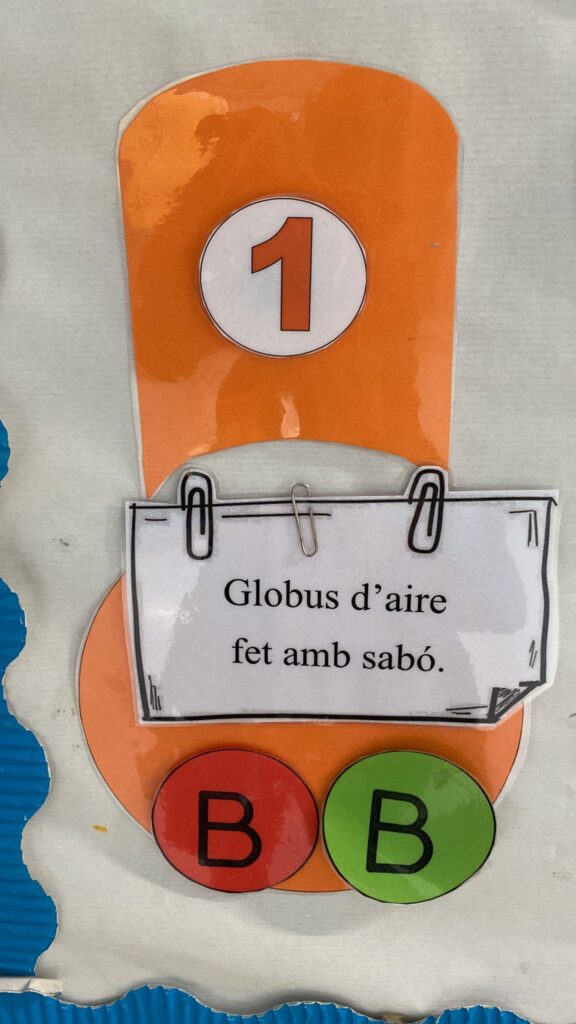 1
Globus d’aire
fet amb sabó.
B B